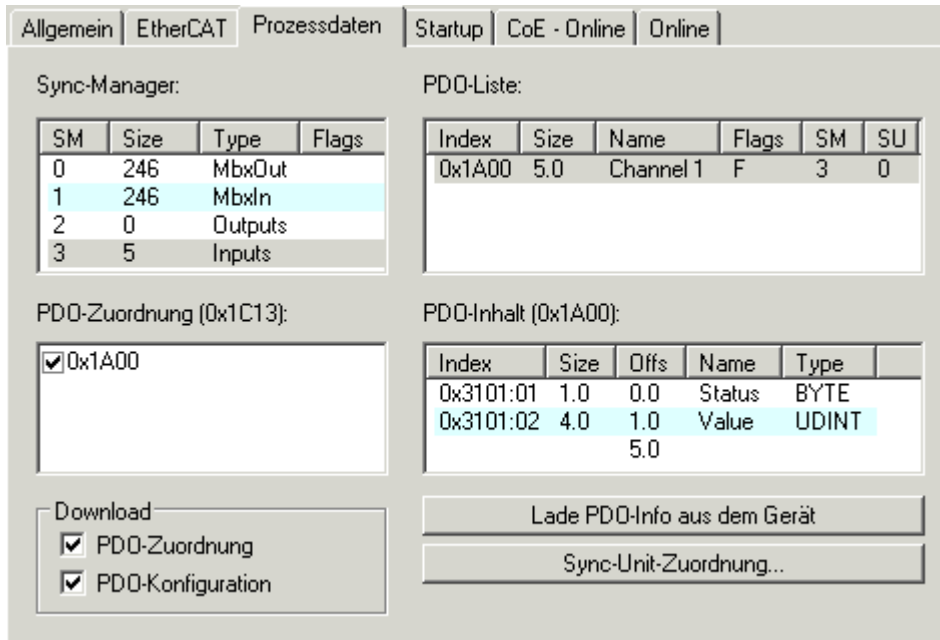 Allgemein EtherCAT Prozessdaten Startup CoE - Online Online
Sync-Manager:
SM Size Type Flags
0 246 MbxOut
1 246 MbxIn
2 0 Outputs
3 5 Inputs
PDO-Liste:
Index Size Name Flags SM SU
0x1A00 5.0 Channel 1 F 3 0
PDO-Zuordnung (0x1C13):
0x1A00
PDO-Inhalt (0x1A00):
Index Size Offs Name Type
0x3101:01 1.0 0.0 Status BYTE
0x3101:02 4.0 1.0 Value UDINT
5.0
Download
PDO-Zuordnung
PDO-Konfiguration
Lade PDO-Info aus dem Gerät
Sync-Unit-Zuordnung...